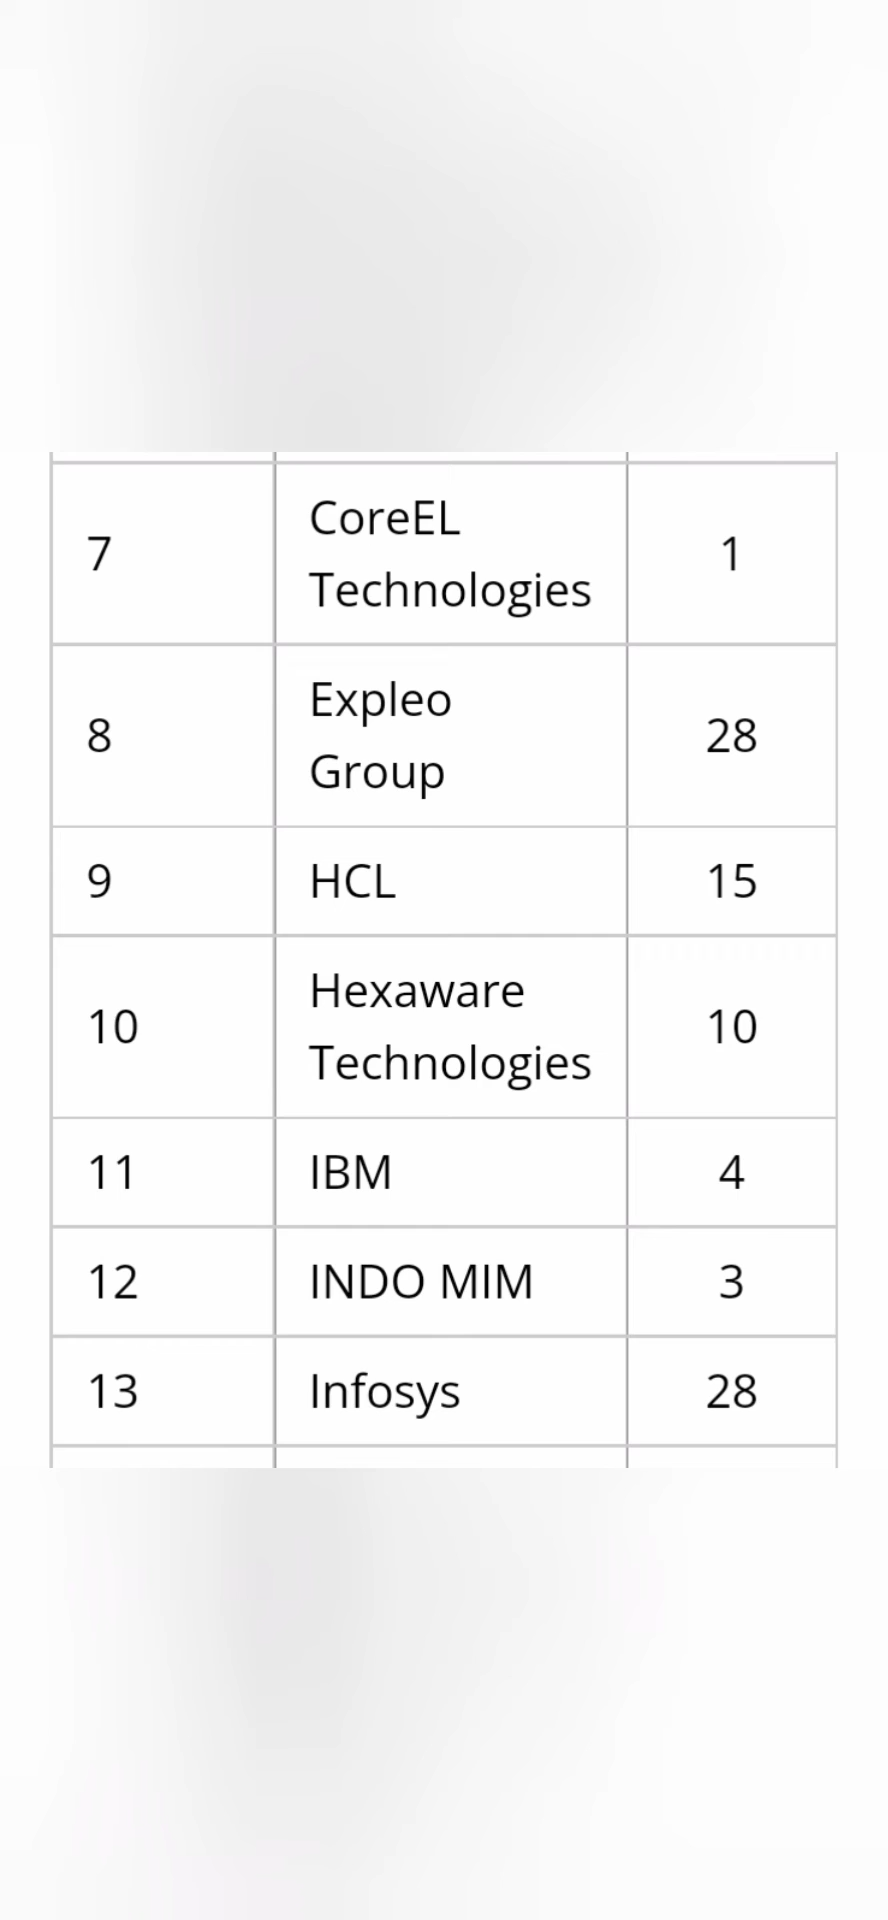 7 CoreEL Technologies 1
8 Expleo Group 28
9 HCL 15
10 Hexaware Technologies 10
11 IBM 4
12 INDO MIM 3
13 Infosys 28